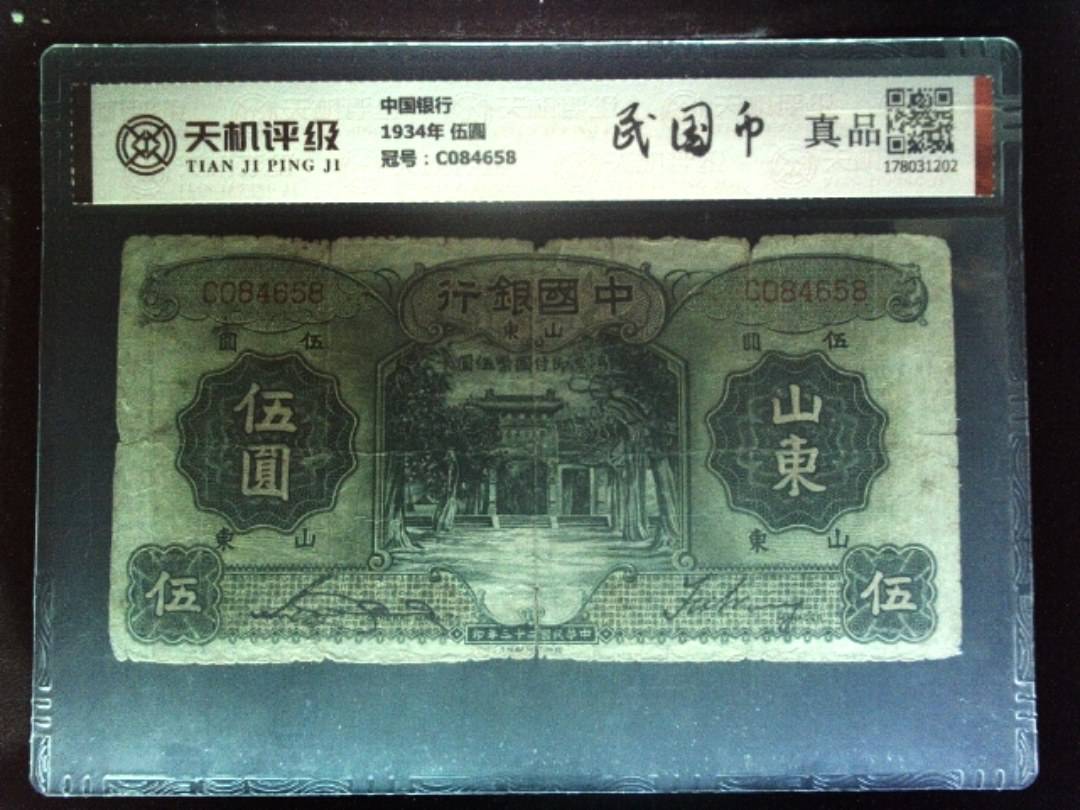 天机评级
TIAN JI PING JI
中国银行
1934年 伍圓
冠号：C084658
民国币
真品
178031202
C084658
行銀國中
東山
C084658
圓 伍
圓 伍
伍圓
山東
東 山
東 山
伍
伍